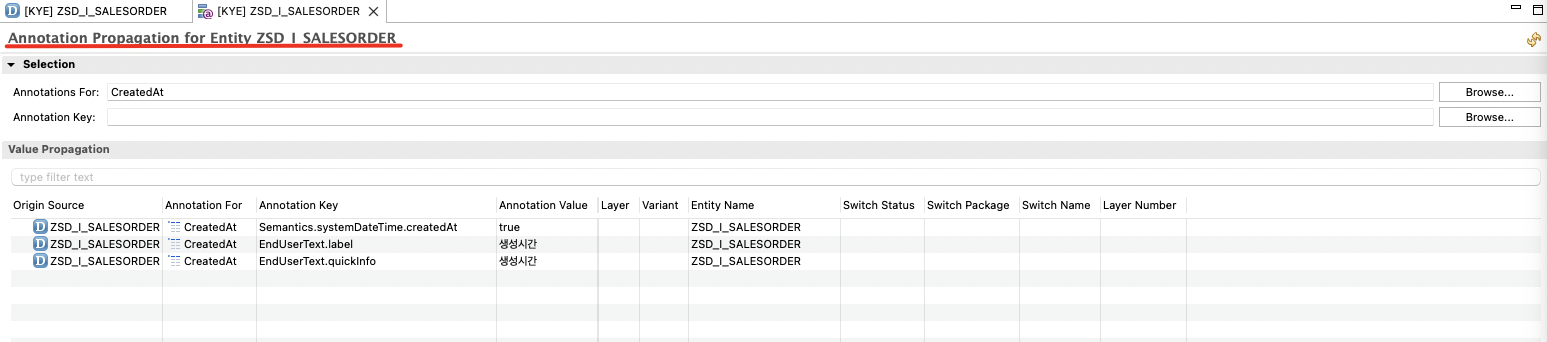 [KYE] ZSD_I_SALESORDER [KYE] ZSD_I_SALESORDER
Annotation Propagation for Entity ZSD_I_SALESORDER
Selection
Annotations For: CreatedAt Browse...
Annotation Key: Browse...
Value Propagation
type filter text
Origin Source Annotation For Annotation Key Annotation Value Layer Variant Entity Name Switch Status Switch Package Switch Name Layer Number
ZSD_I_SALESORDER CreatedAt Semantics.systemDateTime.createdAt true ZSD_I_SALESORDER
ZSD_I_SALESORDER CreatedAt EndUserText.label 생성시간 ZSD_I_SALESORDER
ZSD_I_SALESORDER CreatedAt EndUserText.quickInfo 생성시간 ZSD_I_SALESORDER